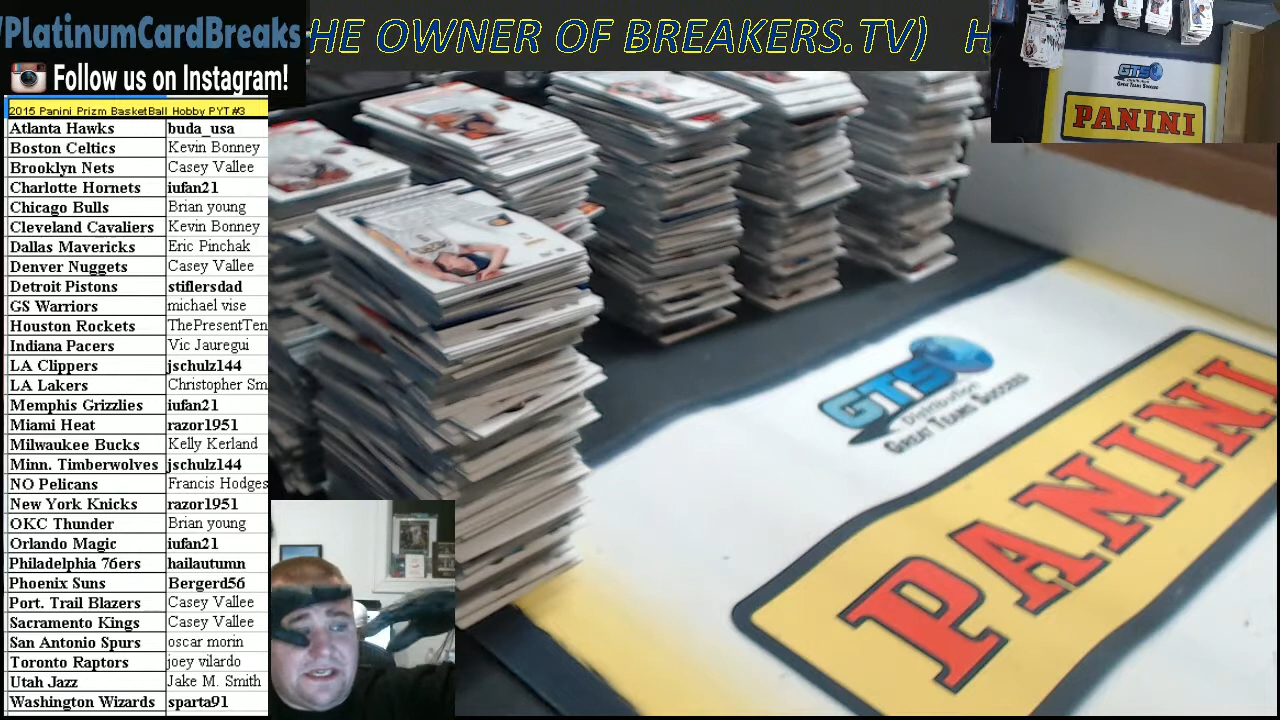 /PlatinumCardBreaks
HE OWNER OF BREAKERS.TV) H
Follow us on Instagram!
2015 Panini Prizm BasketBall Hobby PYT #3
Atlanta Hawks buda_usa
Boston Celtics Kevin Bonney
Brooklyn Nets Casey Vallee
Charlotte Hornets iufan21
Chicago Bulls Brian young
Cleveland Cavaliers Kevin Bonney
Dallas Mavericks Eric Pinchak
Denver Nuggets Casey Vallee
Detroit Pistons stiflersdad
GS Warriors michael vise
Houston Rockets ThePresentTen
Indiana Pacers Vic Jauregui
LA Clippers jschulz144
LA Lakers Christopher Sm
Memphis Grizzlies iufan21
Miami Heat razor1951
Milwaukee Bucks Kelly Kerland
Minn. Timberwolves jschulz144
NO Pelicans Francis Hodges
New York Knicks razor1951
OKC Thunder Brian young
Orlando Magic iufan21
Philadelphia 76ers hailautumn
Phoenix Suns Bergerd56
Port. Trail Blazers Casey Vallee
Sacramento Kings Casey Vallee
San Antonio Spurs oscar morin
Toronto Raptors joey vilardo
Utah Jazz Jake M. Smith
Washington Wizards sparta91
GTS
Distribution
GREAT TEAMS SUCCEED
PANINI
GTS
GREAT TEAMS SUCCEED
PANINI